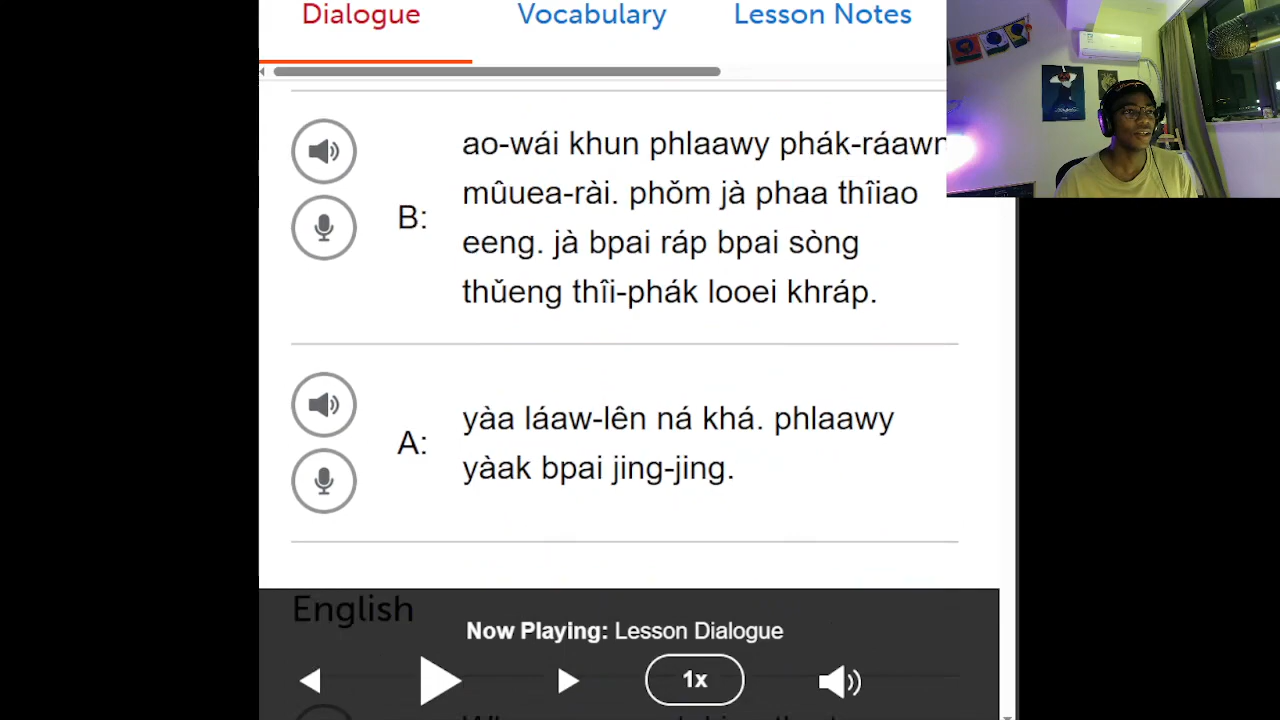 Dialogue Vocabulary Lesson Notes
ao-wái khun phlaawy phák-ráawn
B: mûuea-rài. phǒm jà phaa thîiao
eeng. jà bpai ráp bpai sòng
thǔeng thîi-phák looei khráp.
A: yàa láaw-lên ná khá. phlaawy
yàak bpai jing-jing.
English
Now Playing: Lesson Dialogue
1x